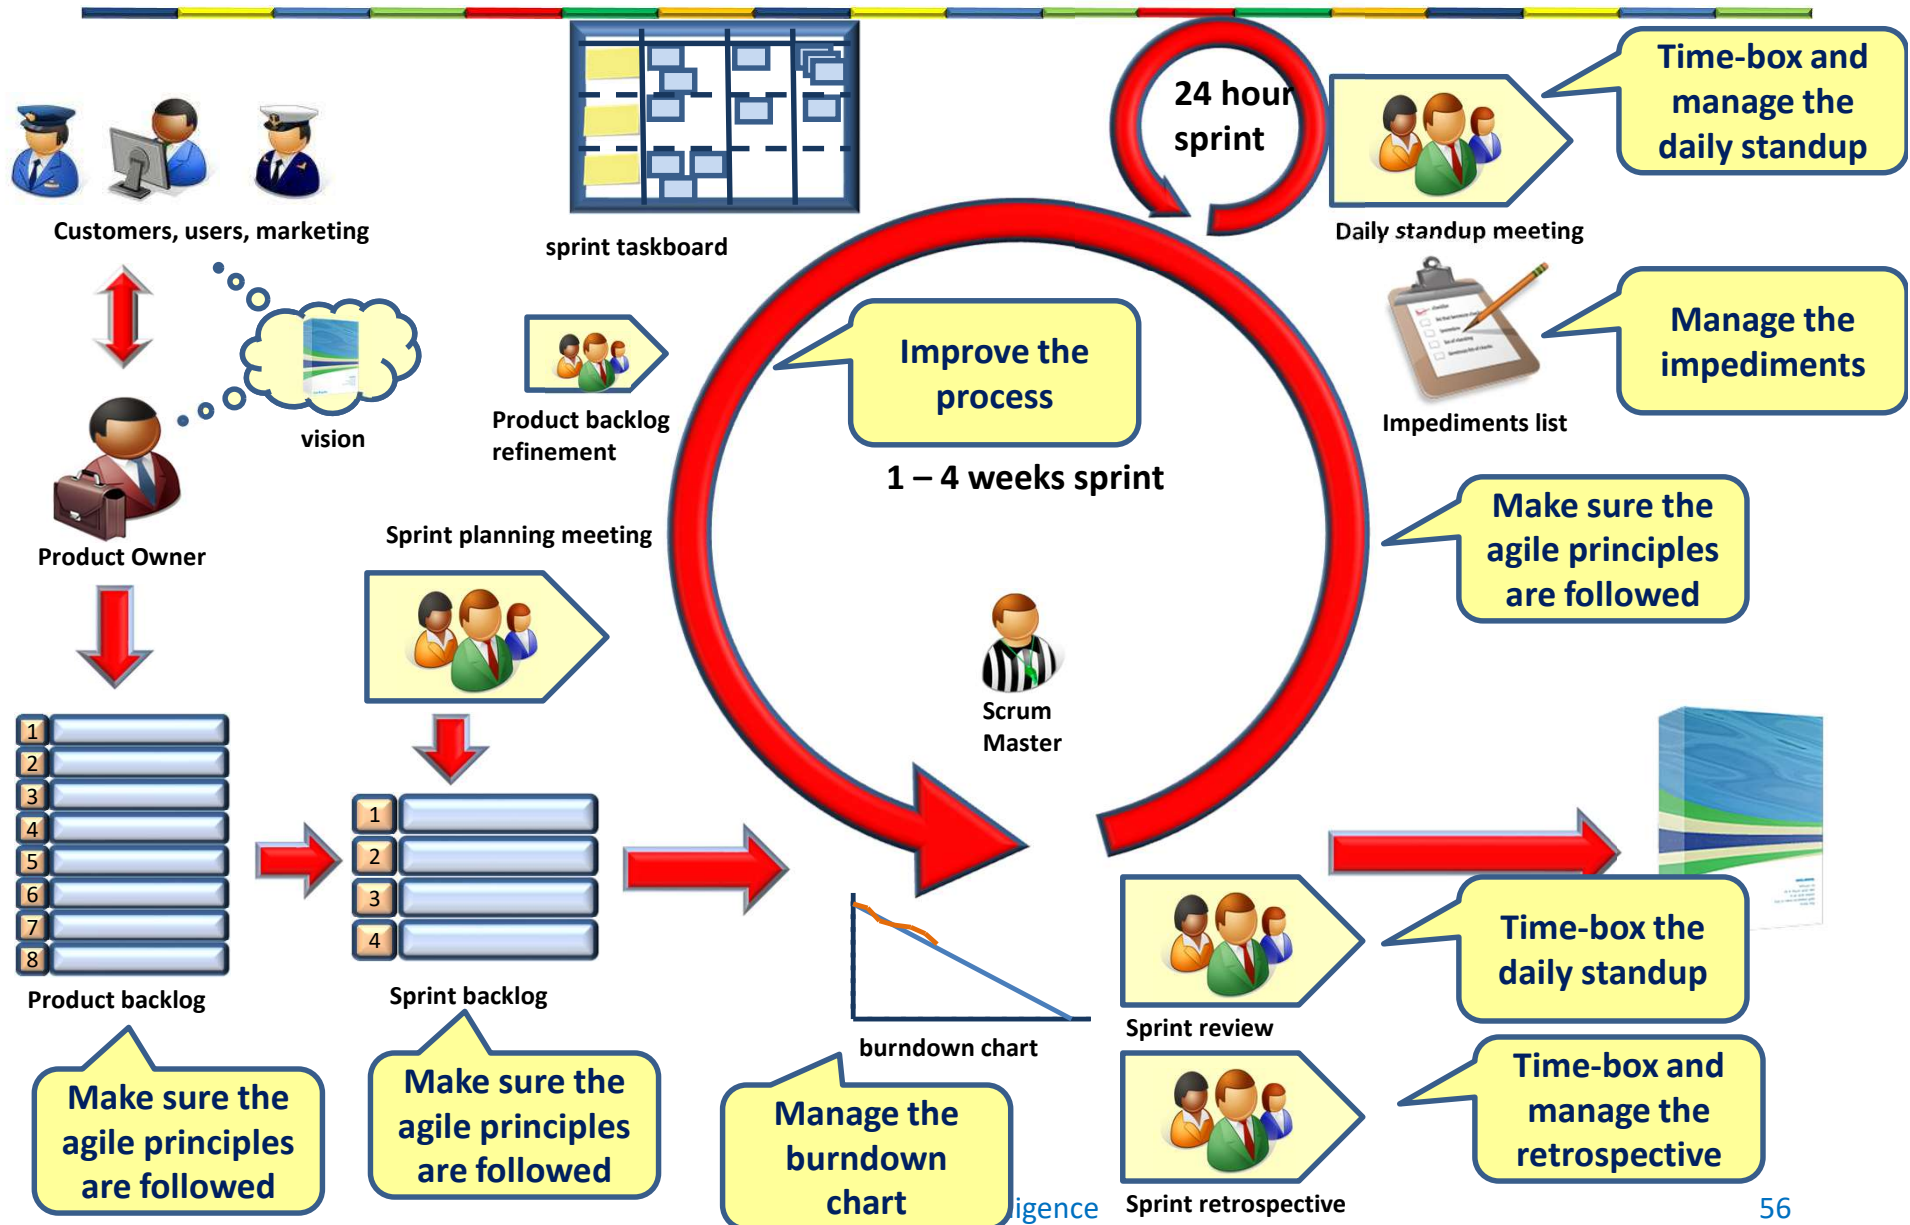 24 hour
sprint
Time-box and
manage the
daily standup
Customers, users, marketing
sprint taskboard
Daily standup meeting
Improve the
process
Manage the
impediments
Product backlog
refinement
vision
Impediments list
1 – 4 weeks sprint
Make sure the
agile principles
are followed
Sprint planning meeting
Product Owner
Scrum
Master
1
2
3
4
5
6
7
8
1
2
3
4
Time-box the
daily standup
Product backlog
Sprint backlog
burndown chart
Sprint review
Make sure the
agile principles
are followed
Make sure the
agile principles
are followed
Manage the
burndown
chart
Time-box and
manage the
retrospective
igence
Sprint retrospective
56